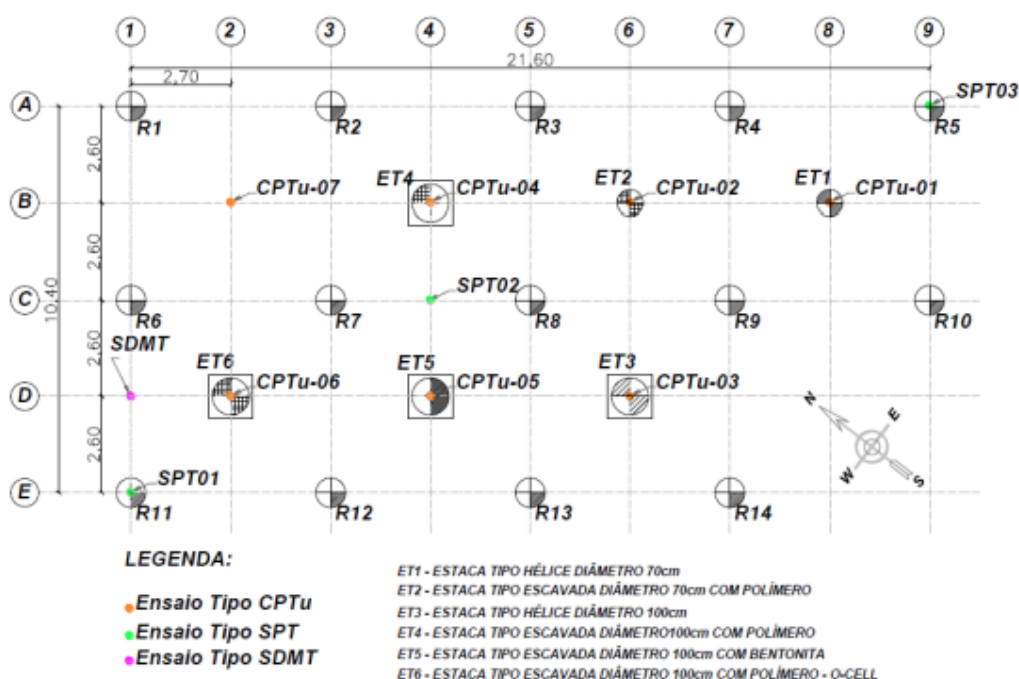 1 2 3 4 5 6 7 8 9
21,60
2,70
A
SPT03
R1 R2 R3 R4 R5
2,60
B
CPTu-07 ET4 CPTu-04 ET2 CPTu-02 ET1 CPTu-01
2,60
10,40
C
SPT02
R6 R7 R8 R9 R10
SDMT
2,60
ET6 ET5 ET3
D
CPTu-06 CPTu-05 CPTu-03
N E
W S
2,60
E
SPT01
R11 R12 R13 R14
LEGENDA:
Ensaio Tipo CPTu
Ensaio Tipo SPT
Ensaio Tipo SDMT
ET1 - ESTACA TIPO HÉLICE DIÂMETRO 70cm
ET2 - ESTACA TIPO ESCAVADA DIÂMETRO 70cm COM POLÍMERO
ET3 - ESTACA TIPO HÉLICE DIÂMETRO 100cm
ET4 - ESTACA TIPO ESCAVADA DIÂMETRO100cm COM POLÍMERO
ET5 - ESTACA TIPO ESCAVADA DIÂMETRO 100cm COM BENTONITA
ET6 - ESTACA TIPO ESCAVADA DIÂMETRO 100cm COM POLÍMERO - O-CELL